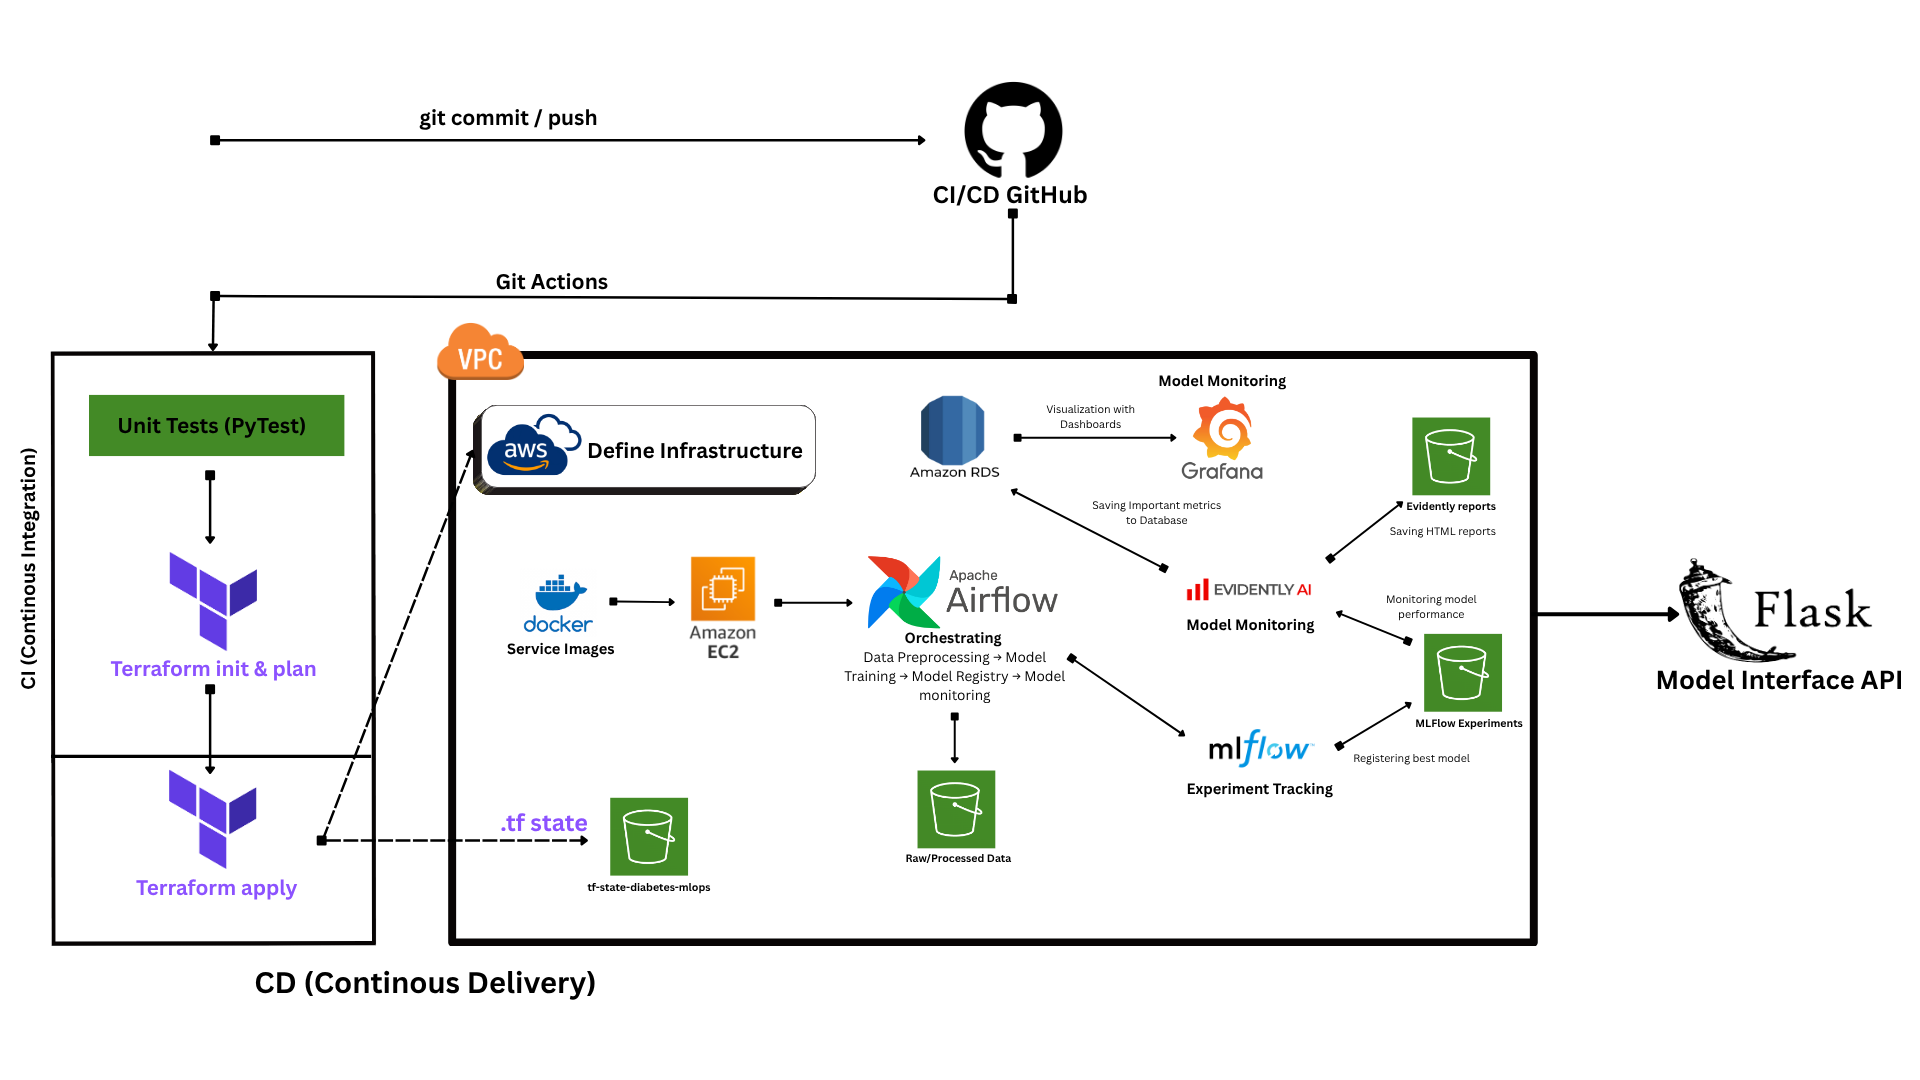 git commit / push
CI/CD GitHub
Git Actions
CI (Continous Integration)
Unit Tests (PyTest)
Terraform init & plan
Terraform apply
CD (Continous Delivery)
VPC
aws
Define Infrastructure
docker
Service Images
Amazon
EC2
Apache
Airflow
Orchestrating
Data Preprocessing → Model
Training → Model Registry → Model
monitoring
.tf state
tf-state-diabetes-mlops
Raw/Processed Data
Amazon RDS
Visualization with
Dashboards
Model Monitoring
Grafana
Saving Important metrics
to Database
Evidently reports
Saving HTML reports
EVIDENTLY AI
Model Monitoring
Monitoring model
performance
MLFlow Experiments
Registering best model
mlflow™
Experiment Tracking
Flask
Model Interface API